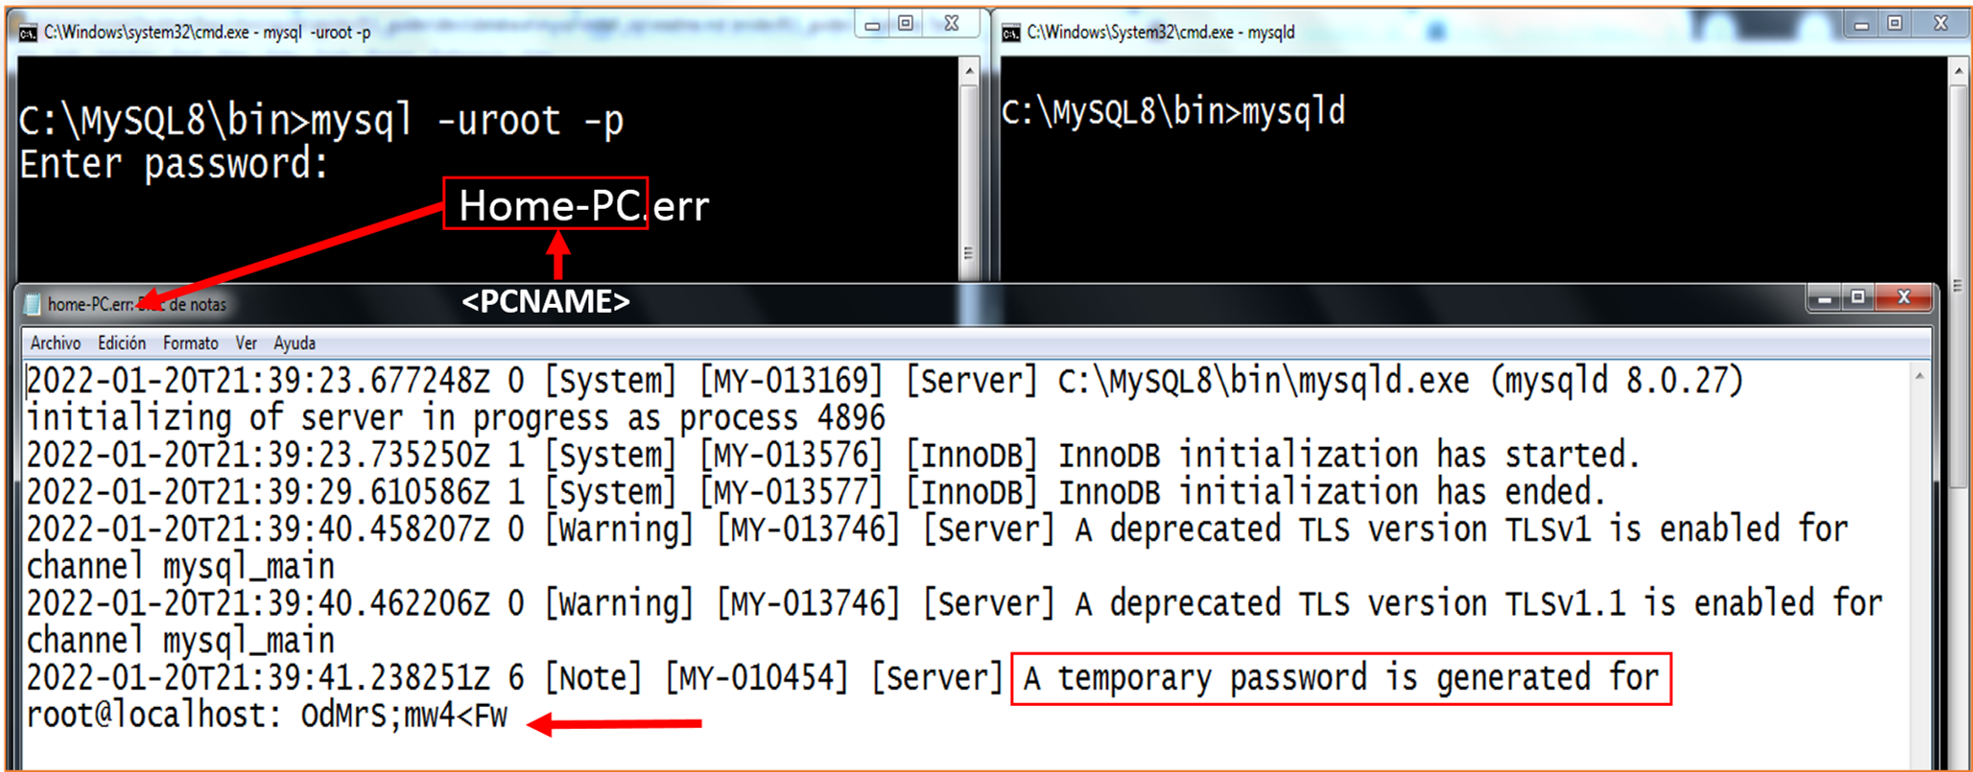 C:\Windows\system32\cmd.exe - mysql -uroot -p
C:\MySQL8\bin>mysql -uroot -p
Enter password:
Home-PC.err
<PCNAME>
C:\Windows\System32\cmd.exe - mysqld
C:\MySQL8\bin>mysqld
home-PC.err: de notas
Archivo Edición Formato Ver Ayuda
2022-01-20T21:39:23.677248Z 0 [System] [MY-013169] [Server] C:\MySQL8\bin\mysqld.exe (mysqld 8.0.27)
initializing of server in progress as process 4896
2022-01-20T21:39:23.735250Z 1 [System] [MY-013576] [InnoDB] InnoDB initialization has started.
2022-01-20T21:39:29.610586Z 1 [System] [MY-013577] [InnoDB] InnoDB initialization has ended.
2022-01-20T21:39:40.458207Z 0 [Warning] [MY-013746] [Server] A deprecated TLS version TLSv1 is enabled for
channel mysql_main
2022-01-20T21:39:40.462206Z 0 [Warning] [MY-013746] [Server] A deprecated TLS version TLSv1.1 is enabled for
channel mysql_main
2022-01-20T21:39:41.238251Z 6 [Note] [MY-010454] [Server] A temporary password is generated for
root@localhost: OdMrS;mw4<Fw